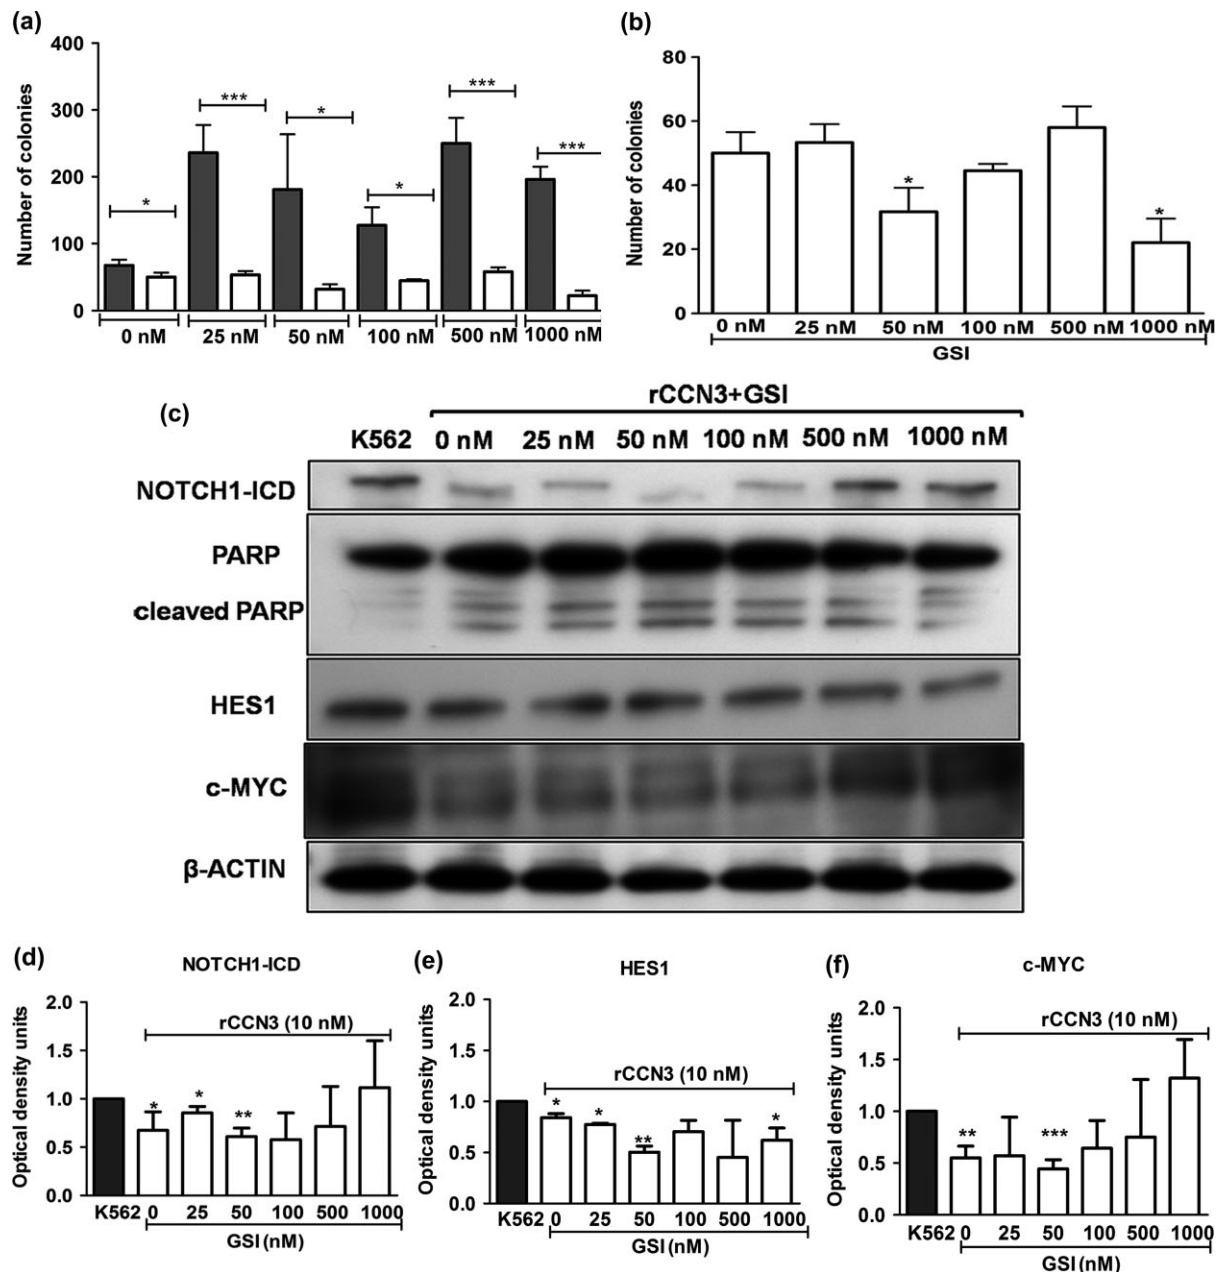 (a)
400
300
200
100
0
Number of colonies
*
***
*
*
***
***
0 nM 25 nM 50 nM 100 nM 500 nM 1000 nM
(b)
80
60
40
20
0
Number of colonies
*
*
0 nM 25 nM 50 nM 100 nM 500 nM 1000 nM
GSI
(c)
rCCN3+GSI
K562 0 nM 25 nM 50 nM 100 nM 500 nM 1000 nM
NOTCH1-ICD
PARP
cleaved PARP
HES1
c-MYC
β-ACTIN
(d)
NOTCH1-ICD
2.0
1.5
1.0
0.5
0.0
Optical density units
rCCN3 (10 nM)
*
*
**
K562 0 25 50 100 500 1000
GSI (nM)
(e)
HES1
2.0
1.5
1.0
0.5
0.0
Optical density units
rCCN3 (10 nM)
*
*
**
*
K562 0 25 50 100 500 1000
GSI (nM)
(f)
c-MYC
2.0
1.5
1.0
0.5
0.0
Optical density units
rCCN3 (10 nM)
**
***
K562 0 25 50 100 500 1000
GSI (nM)